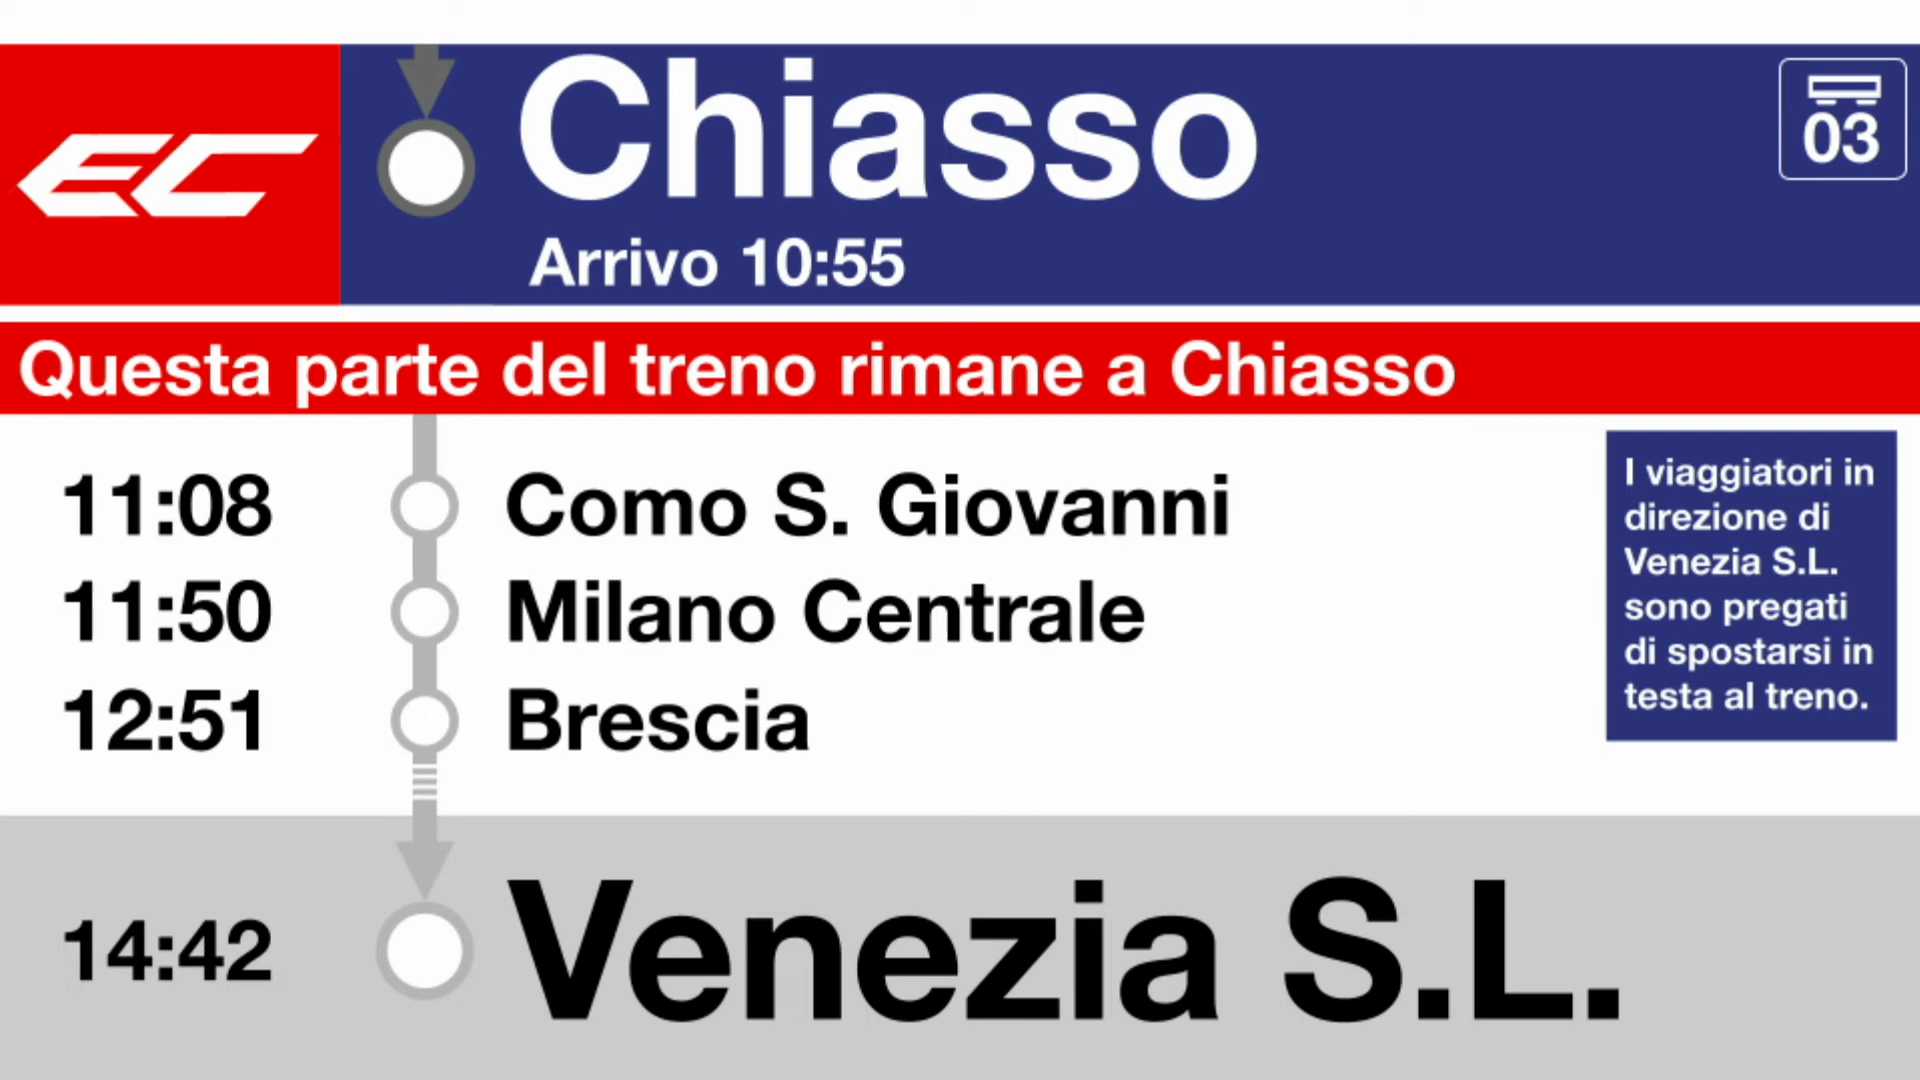 EC
Chiasso
03
Arrivo 10:55
Questa parte del treno rimane a Chiasso
11:08 Como S. Giovanni
11:50 Milano Centrale
12:51 Brescia
I viaggiatori in
direzione di
Venezia S.L.
sono pregati
di spostarsi in
testa al treno.
14:42 Venezia S.L.